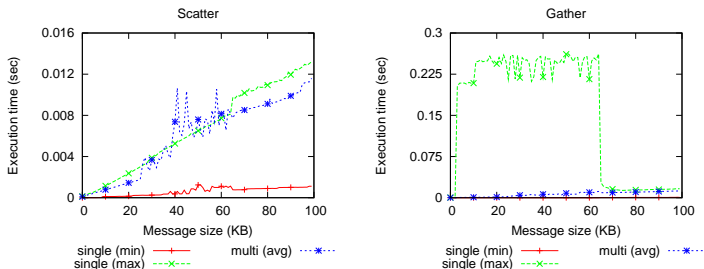 Scatter
0.016
0.012
0.008
0.004
0
Execution time (sec)
0 20 40 60 80 100
Message size (KB)
single (min)
single (max)
multi (avg)
Gather
0.3
0.225
0.15
0.075
0
Execution time (sec)
0 20 40 60 80 100
Message size (KB)
single (min)
single (max)
multi (avg)